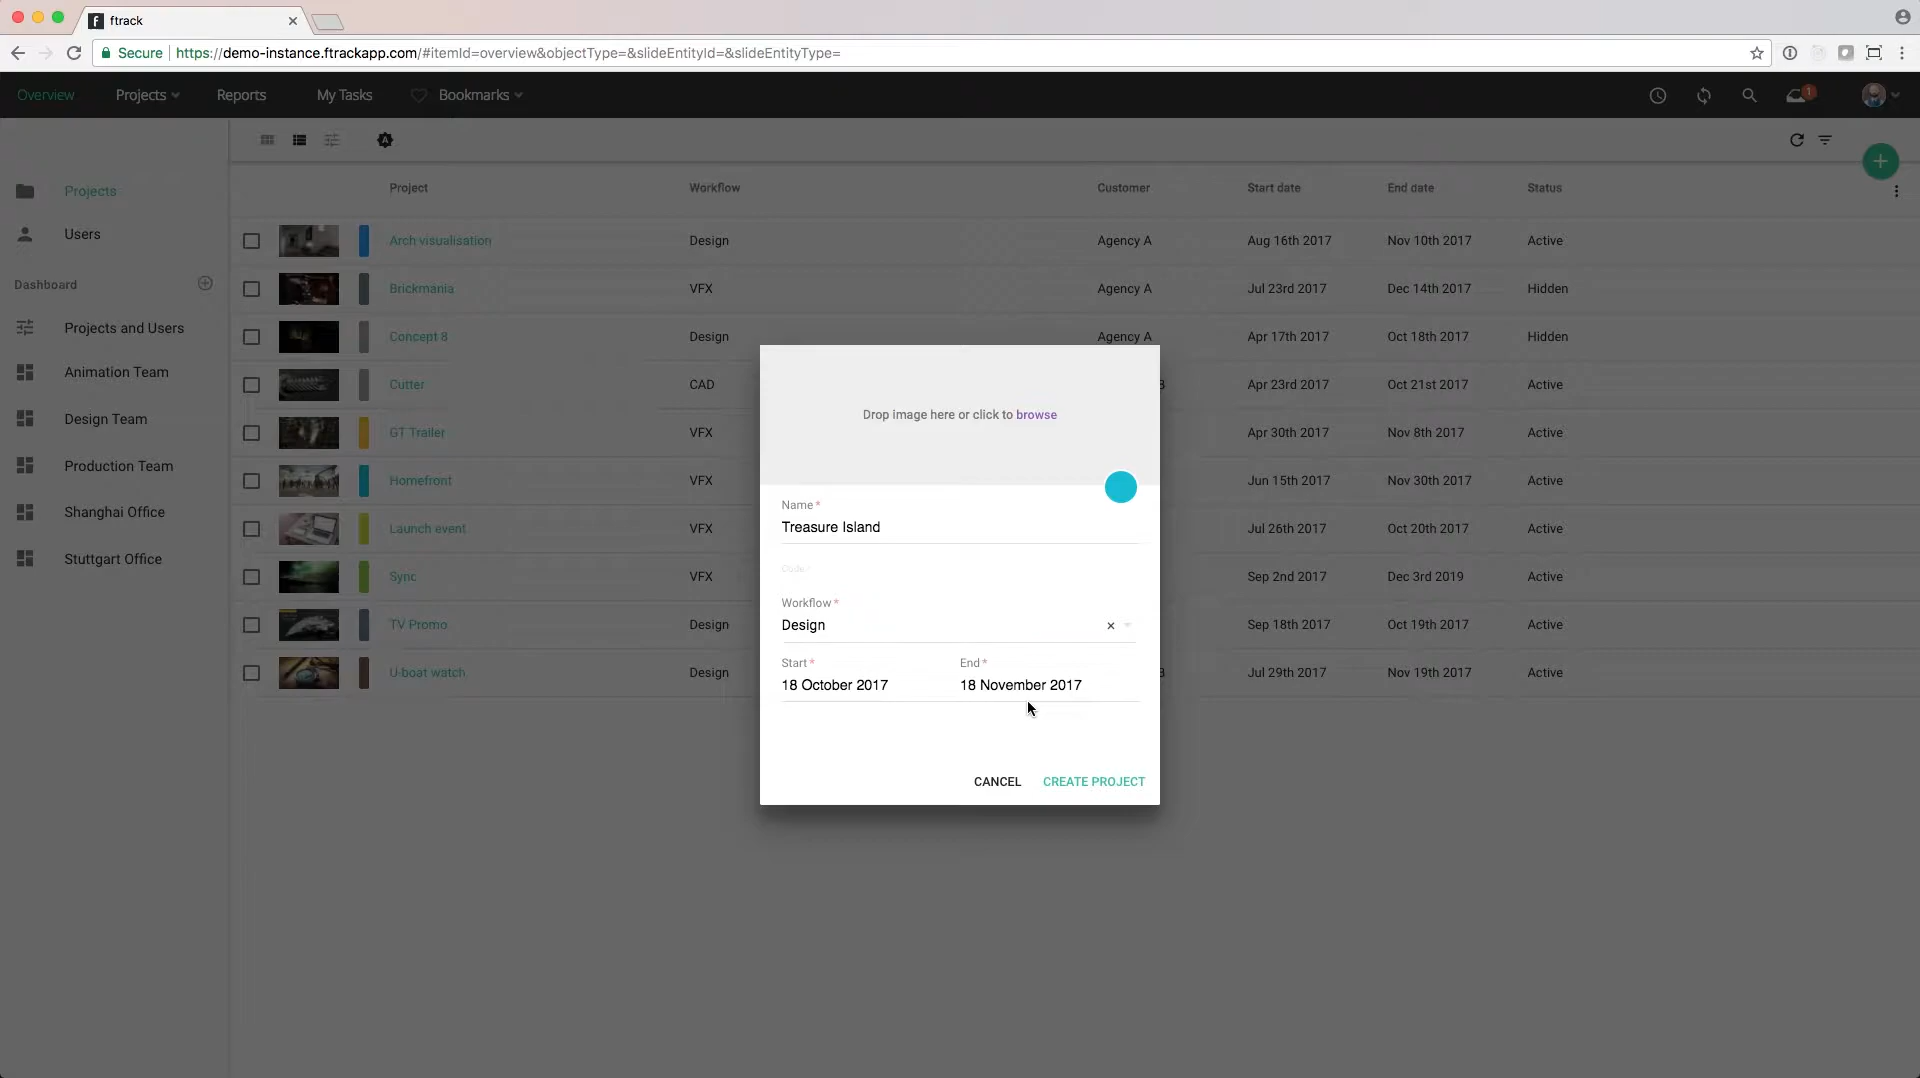 ftrack
Secure https://demo-instance.ftrackapp.com/#itemId=overview&objectType=&slideEntityId=&slideEntityType=
Overview Projects Reports My Tasks Bookmarks 1
Projects
Users
Dashboard
Projects and Users
Animation Team
Design Team
Production Team
Shanghai Office
Stuttgart Office
Project Workflow Customer Start date End date Status
Arch visualisation Design Agency A Aug 16th 2017 Nov 10th 2017 Active
Brickmania VFX Agency A Jul 23rd 2017 Dec 14th 2017 Hidden
Concept 8 Design Agency A Apr 17th 2017 Oct 18th 2017 Hidden
Cutter CAD B Apr 23rd 2017 Oct 21st 2017 Active
GT Trailer VFX Apr 30th 2017 Nov 8th 2017 Active
Homefront VFX Jun 15th 2017 Nov 30th 2017 Active
Launch event VFX Jul 26th 2017 Oct 20th 2017 Active
Sync VFX Sep 2nd 2017 Dec 3rd 2019 Active
TV Promo Design Sep 18th 2017 Oct 19th 2017 Active
U-boat watch Design B Jul 29th 2017 Nov 19th 2017 Active
Drop image here or click to browse
Name *
Treasure Island
Code
Workflow *
Design
Start * End *
18 October 2017 18 November 2017
CANCEL CREATE PROJECT